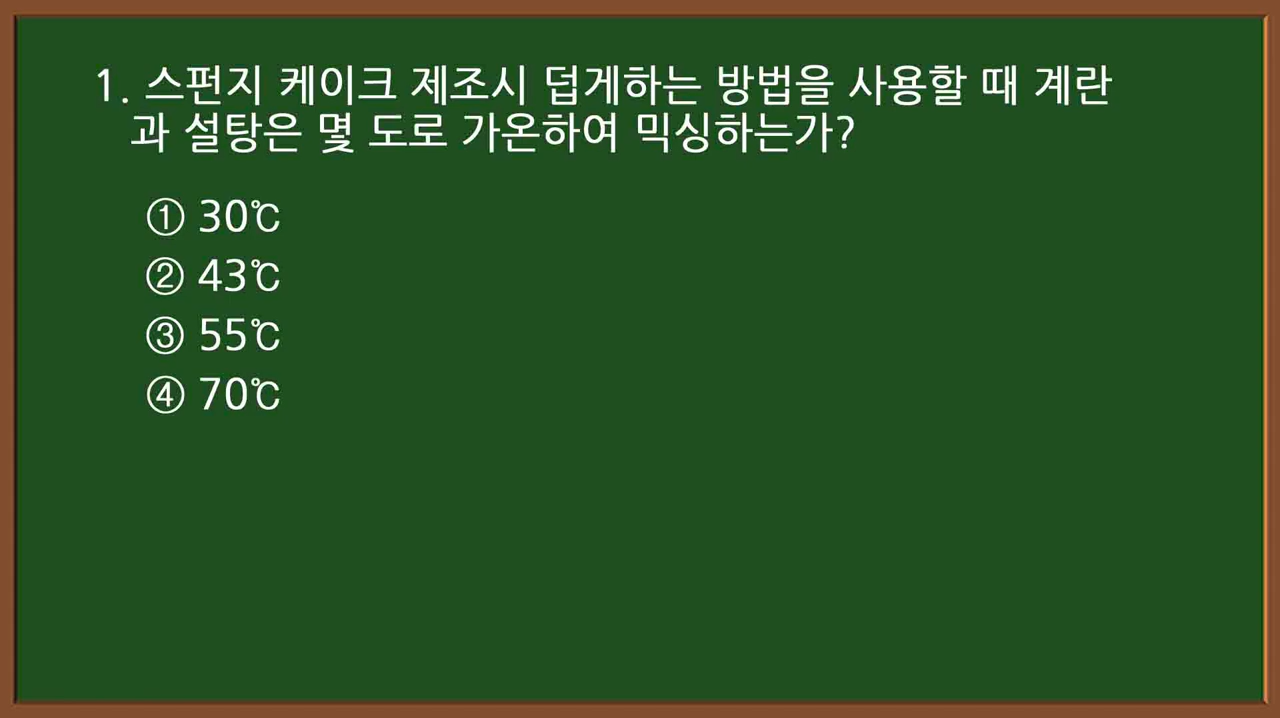 1. 스펀지 케이크 제조시 덥게하는 방법을 사용할 때 계란
과 설탕은 몇 도로 가온하여 믹싱하는가?
① 30℃
② 43℃
③ 55℃
④ 70℃